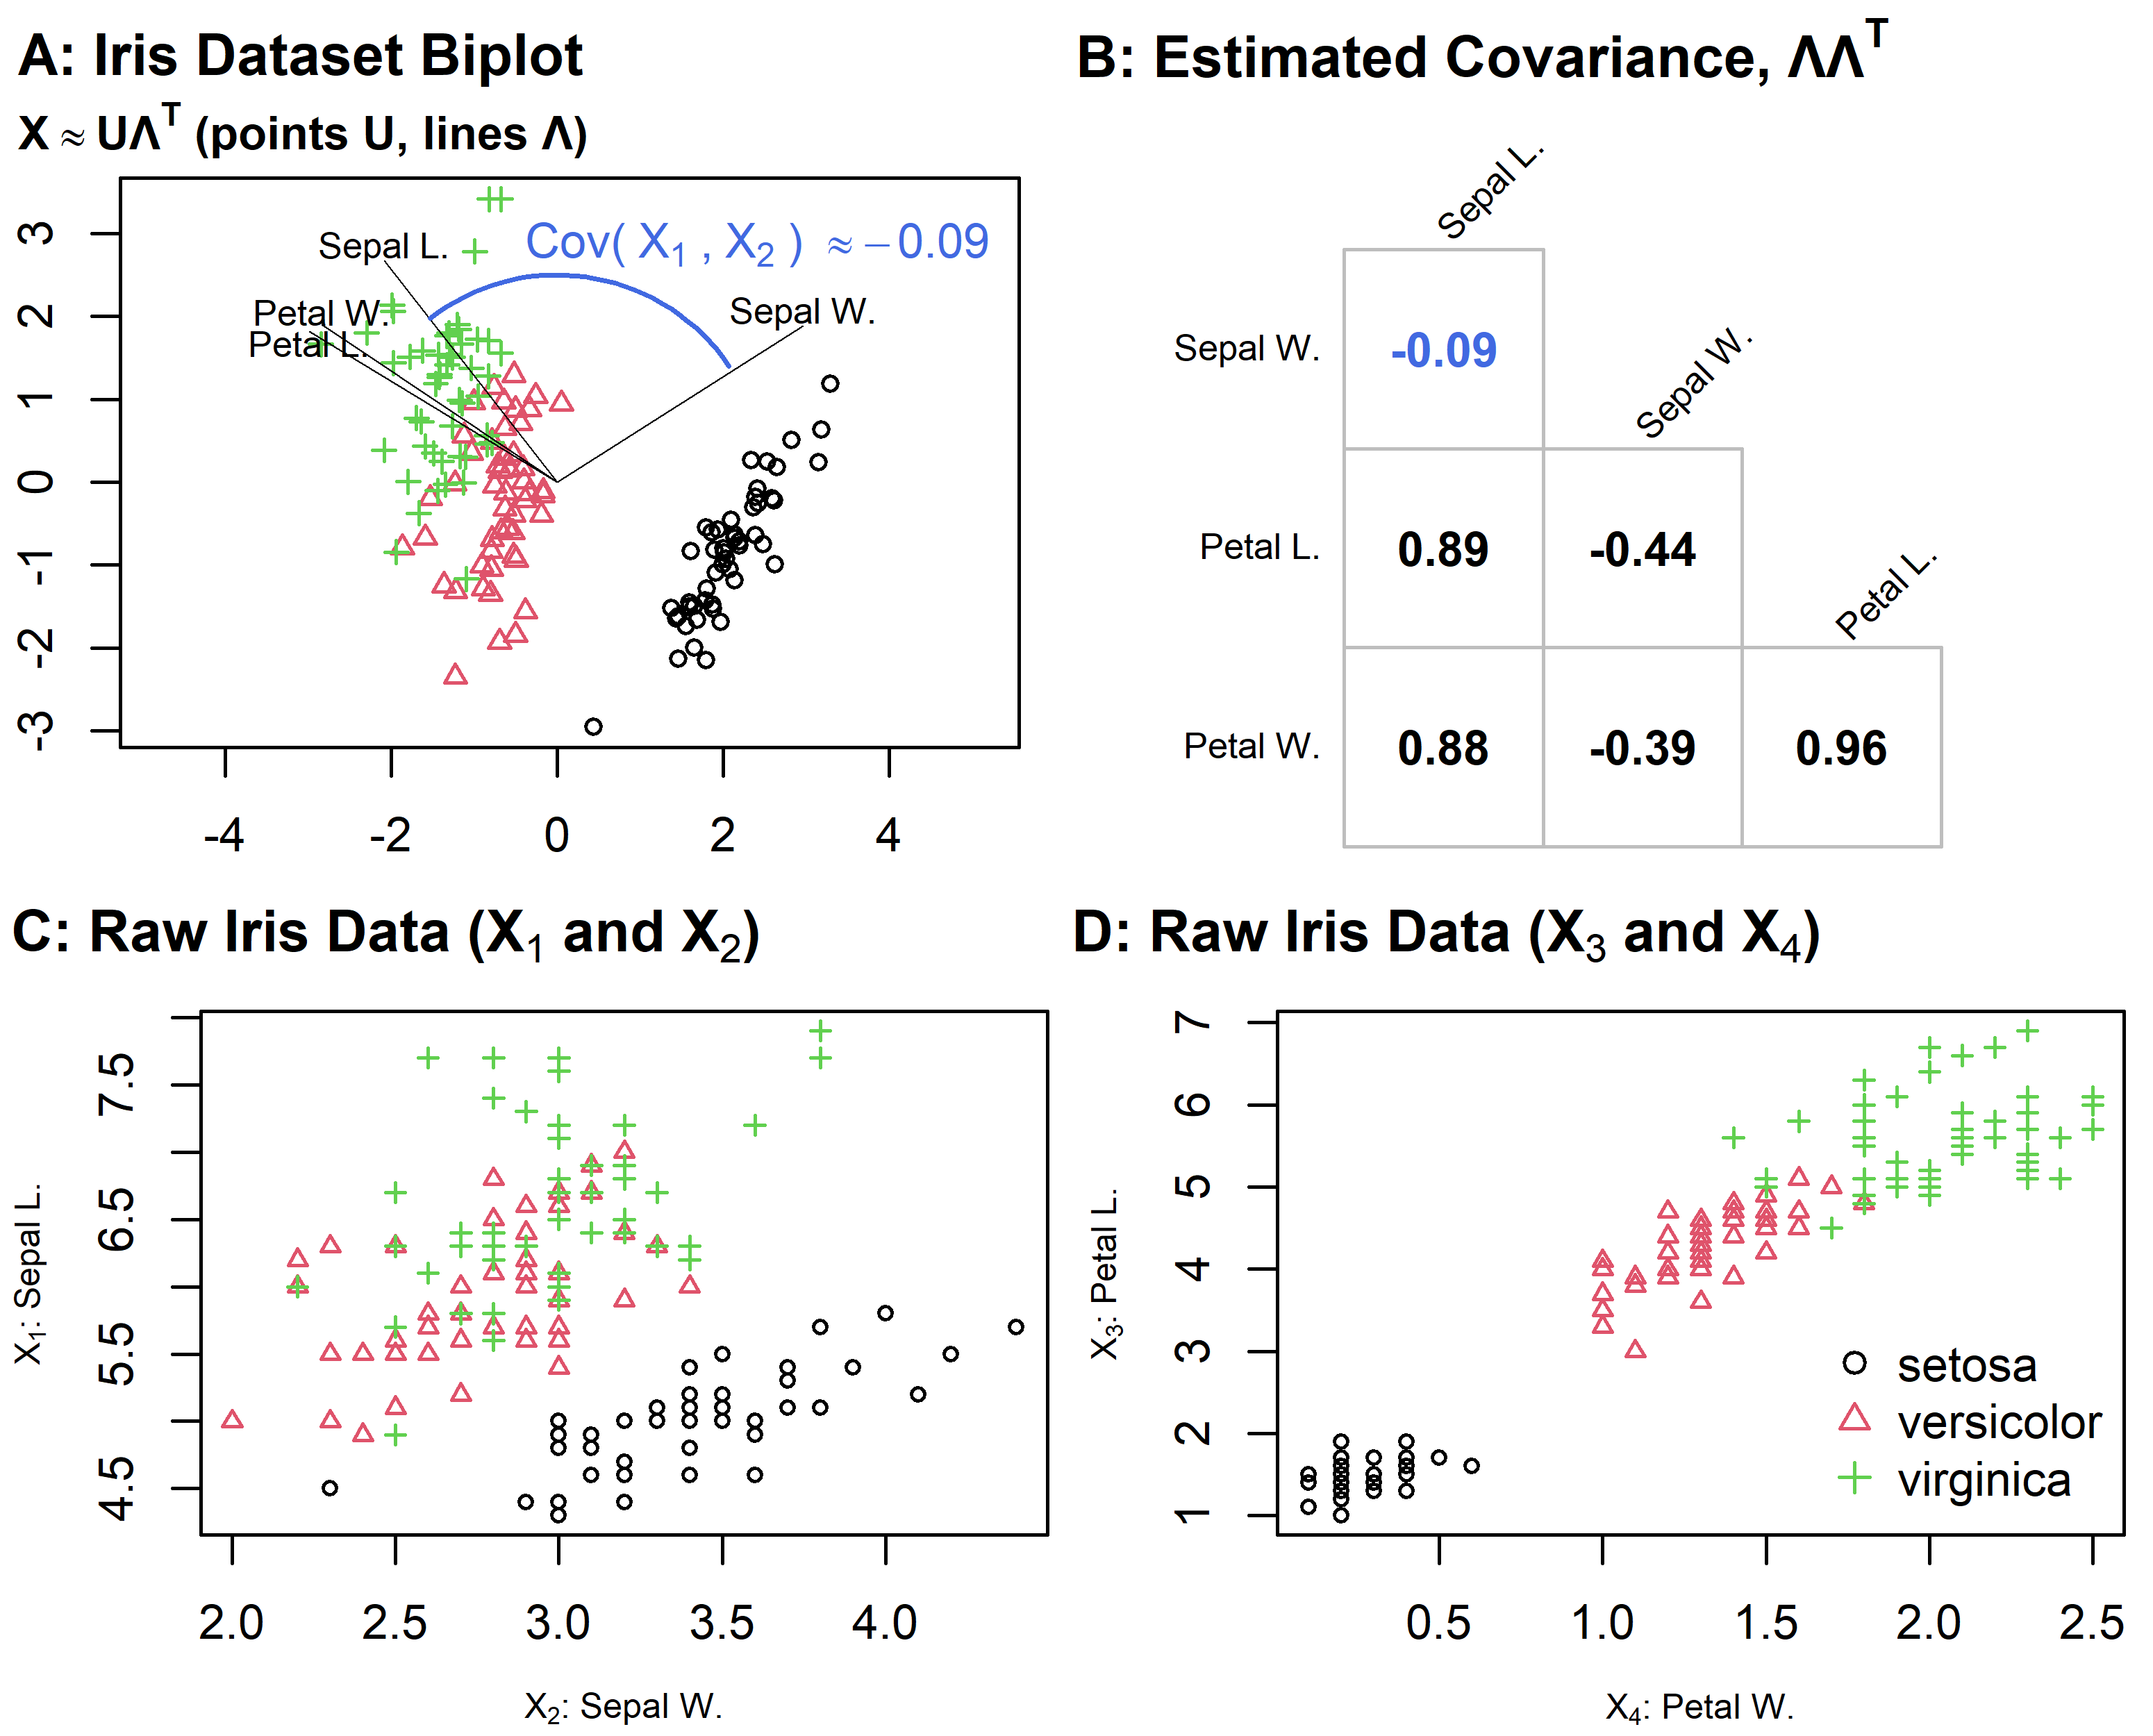 A: Iris Dataset Biplot
X ≈ UΛᵀ (points U, lines Λ)
3
2
1
0
-1
-2
-3
Sepal L.
Petal W.
Petal L.
Cov( X₁ , X₂ ) ≈ −0.09
Sepal W.
-4 -2 0 2 4
B: Estimated Covariance, ΛΛᵀ
Sepal L.
Sepal W. -0.09
Sepal W.
Petal L. 0.89 -0.44
Petal L.
Petal W. 0.88 -0.39 0.96
C: Raw Iris Data (X₁ and X₂)
X₁: Sepal L.
7.5
6.5
5.5
4.5
2.0 2.5 3.0 3.5 4.0
X₂: Sepal W.
D: Raw Iris Data (X₃ and X₄)
X₃: Petal L.
7
6
5
4
3
2
1
setosa
versicolor
virginica
0.5 1.0 1.5 2.0 2.5
X₄: Petal W.